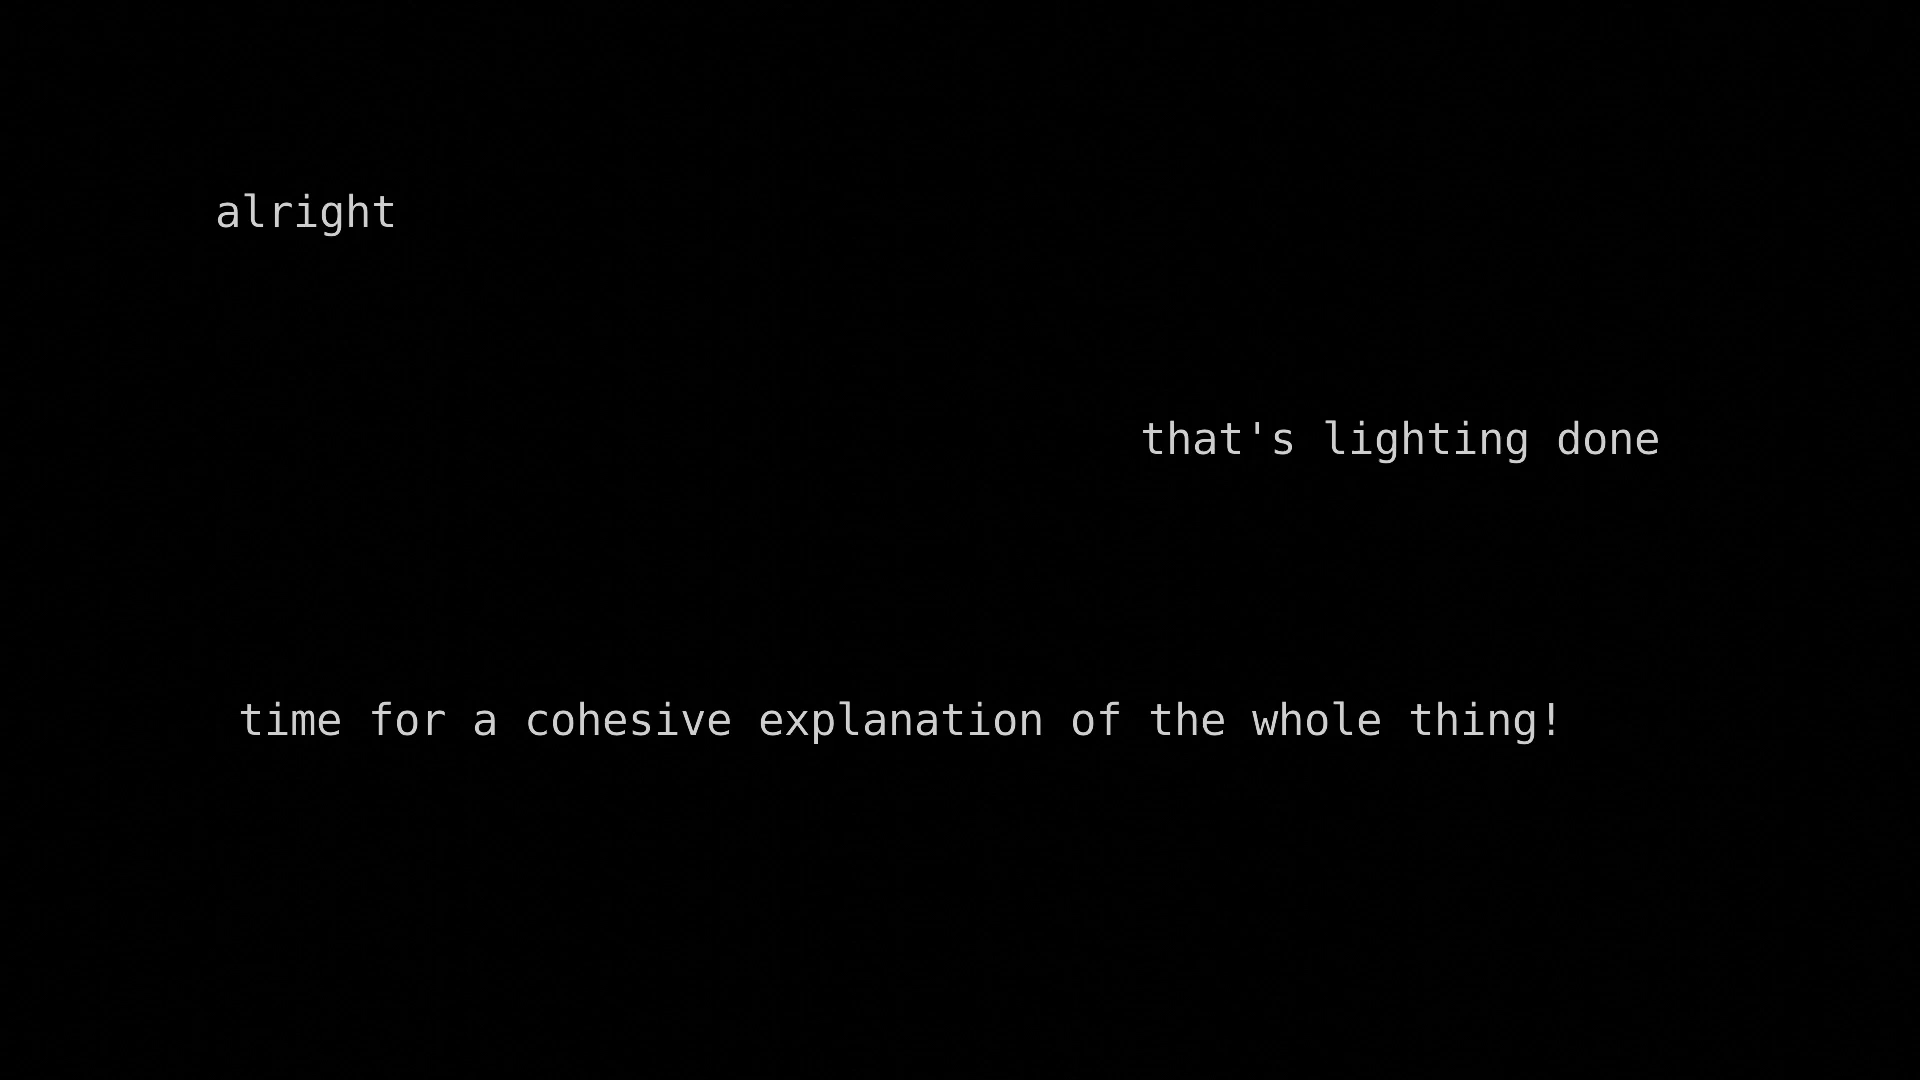 alright
that's lighting done
time for a cohesive explanation of the whole thing!